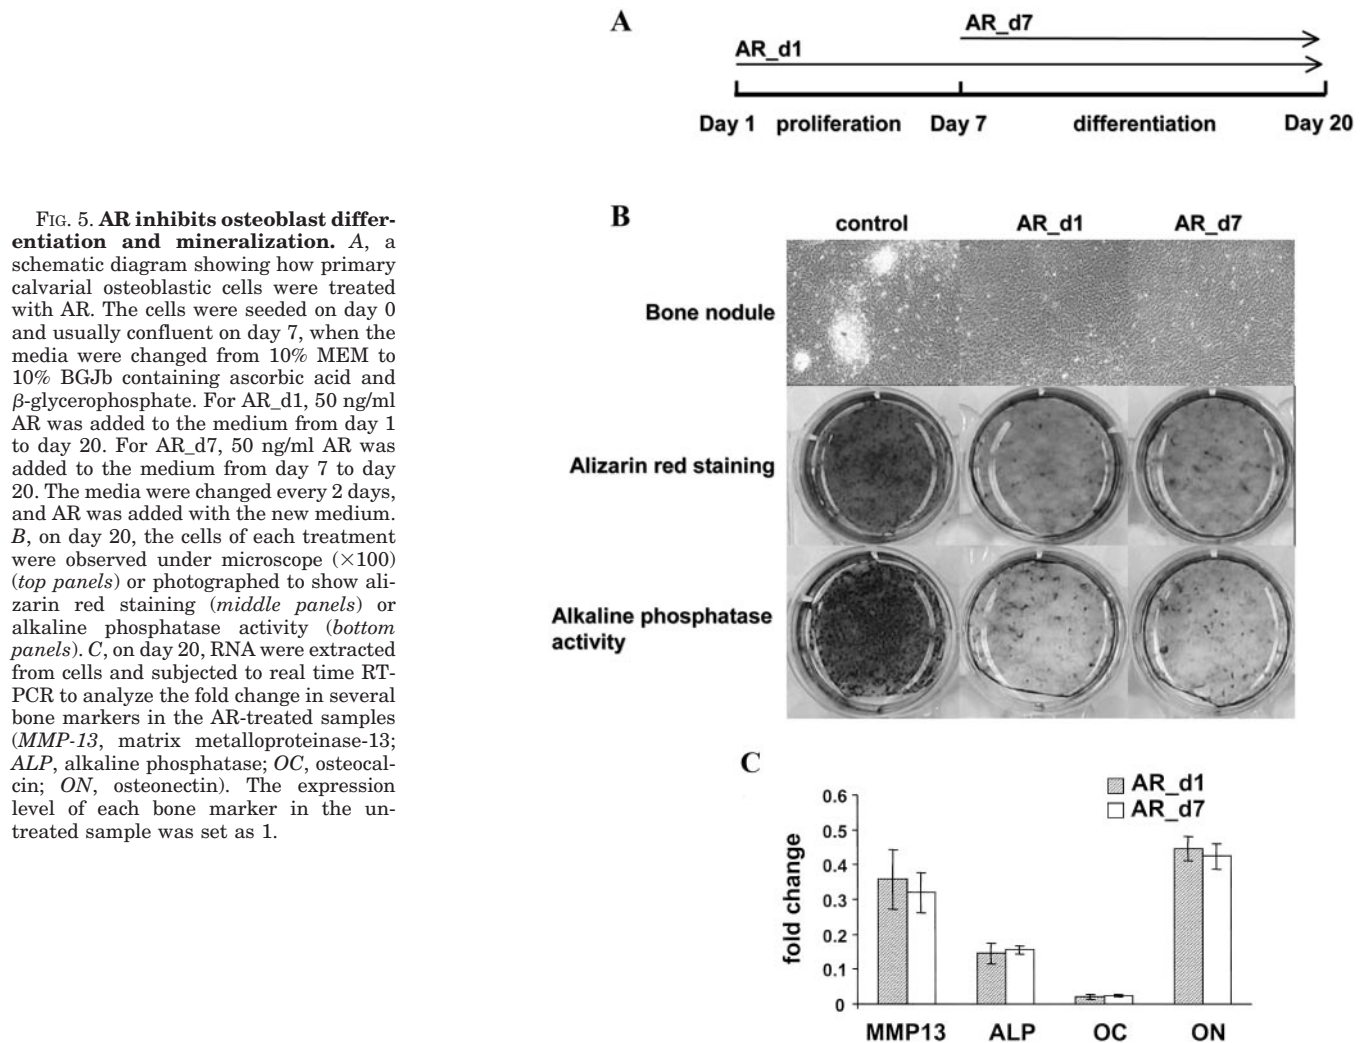 FIG. 5. AR inhibits osteoblast differ-
entiation and mineralization. A, a
schematic diagram showing how primary
calvarial osteoblastic cells were treated
with AR. The cells were seeded on day 0
and usually confluent on day 7, when the
media were changed from 10% MEM to
10% BGJb containing ascorbic acid and
β-glycerophosphate. For AR_d1, 50 ng/ml
AR was added to the medium from day 1
to day 20. For AR_d7, 50 ng/ml AR was
added to the medium from day 7 to day
20. The media were changed every 2 days,
and AR was added with the new medium.
B, on day 20, the cells of each treatment
were observed under microscope (×100)
(top panels) or photographed to show ali-
zarin red staining (middle panels) or
alkaline phosphatase activity (bottom
panels). C, on day 20, RNA were extracted
from cells and subjected to real time RT-
PCR to analyze the fold change in several
bone markers in the AR-treated samples
(MMP-13, matrix metalloproteinase-13;
ALP, alkaline phosphatase; OC, osteocal-
cin; ON, osteonectin). The expression
level of each bone marker in the un-
treated sample was set as 1.
A
AR_d7
AR_d1
Day 1 proliferation Day 7 differentiation Day 20
B
control AR_d1 AR_d7
Bone nodule
Alizarin red staining
Alkaline phosphatase
activity
C
AR_d1
AR_d7
fold change
0.6
0.5
0.4
0.3
0.2
0.1
0
MMP13 ALP OC ON